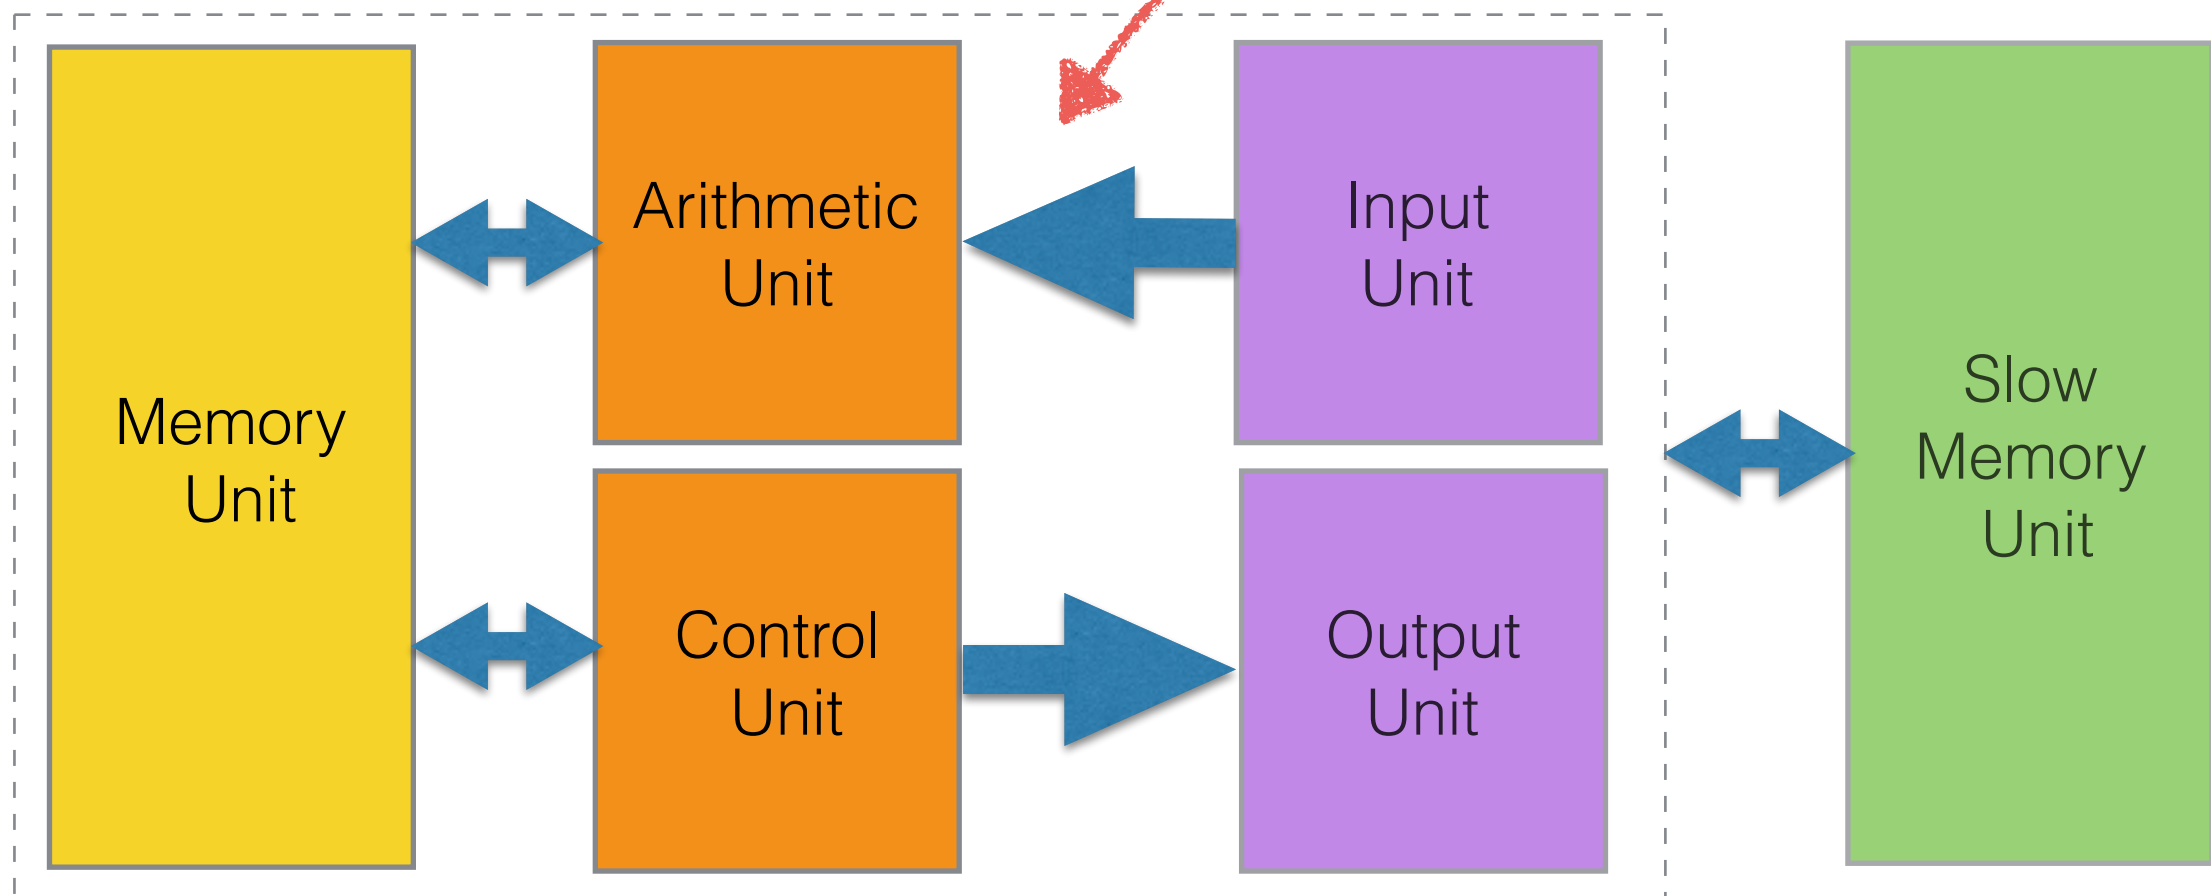 Memory
Unit
Arithmetic
Unit
Control
Unit
Input
Unit
Output
Unit
Slow
Memory
Unit